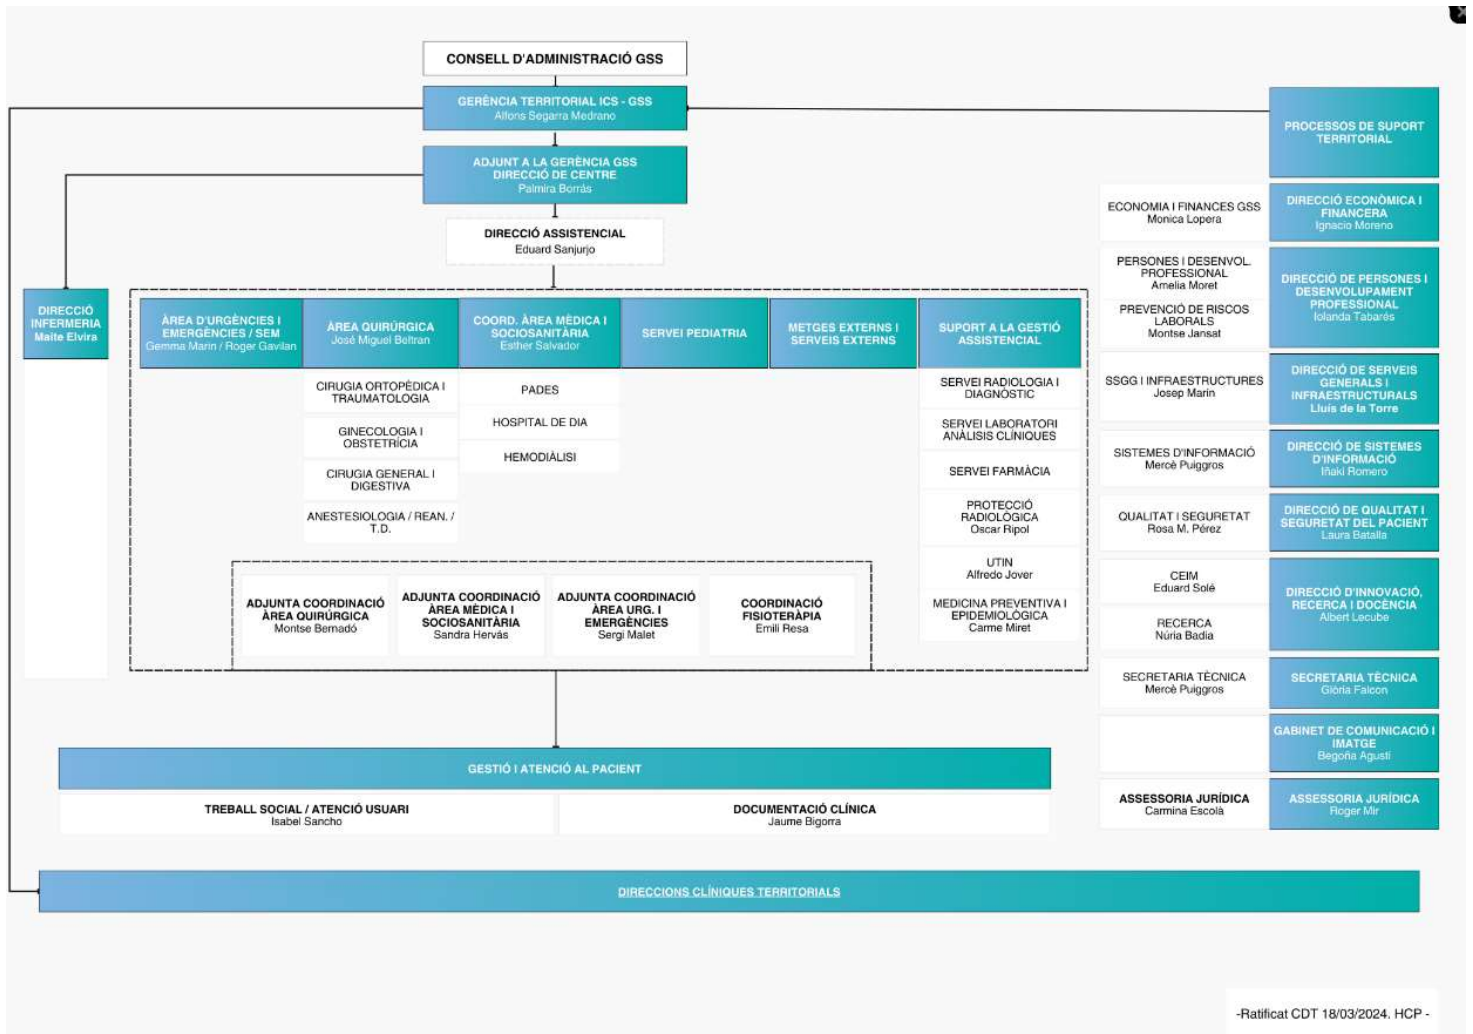 CONSELL D'ADMINISTRACIÓ GSS
GERÈNCIA TERRITORIAL ICS - GSS
Alfons Segarra Medrano
ADJUNT A LA GERÈNCIA GSS
DIRECCIÓ DE CENTRE
Palmira Borràs
DIRECCIÓ ASSISTENCIAL
Eduard Sanjurjo
DIRECCIÓ
INFERMERIA
Maite Elvira
ÀREA D'URGÈNCIES I
EMERGÈNCIES / SEM
Gemma Marin / Roger Gavilan
ÀREA QUIRÚRGICA
José Miguel Beltran
CIRUGIA ORTOPÈDICA I
TRAUMATOLOGIA
GINECOLOGIA I
OBSTETRÍCIA
CIRUGIA GENERAL I
DIGESTIVA
ANESTESIOLOGIA / REAN. /
T.D.
COORD. ÀREA MÈDICA I
SOCIOSANITÀRIA
Esther Salvador
PADES
HOSPITAL DE DIA
HEMODIÀLISI
SERVEI PEDIATRIA
METGES EXTERNS I
SERVEIS EXTERNS
SUPORT A LA GESTIÓ
ASSISTENCIAL
SERVEI RADIOLOGIA I
DIAGNÒSTIC
SERVEI LABORATORI
ANÀLISIS CLÍNIQUES
SERVEI FARMÀCIA
PROTECCIÓ
RADIOLÒGICA
Oscar Ripol
UTIN
Alfredo Jover
MEDICINA PREVENTIVA I
EPIDEMIOLÒGICA
Carme Miret
ADJUNTA COORDINACIÓ
ÀREA QUIRÚRGICA
Montse Bernadó
ADJUNTA COORDINACIÓ
ÀREA MÈDICA I
SOCIOSANITÀRIA
Sandra Hervás
ADJUNTA COORDINACIÓ
ÀREA URG. I
EMERGÈNCIES
Sergi Malet
COORDINACIÓ
FISIOTERÀPIA
Emili Resa
GESTIÓ I ATENCIÓ AL PACIENT
TREBALL SOCIAL / ATENCIÓ USUARI
Isabel Sancho
DOCUMENTACIÓ CLÍNICA
Jaume Bigorra
PROCESSOS DE SUPORT
TERRITORIAL
ECONOMIA I FINANCES GSS
Monica Lopera
DIRECCIÓ ECONÒMICA I
FINANCERA
Ignacio Moreno
PERSONES I DESENVOL.
PROFESSIONAL
Amelia Moret
PREVENCIÓ DE RISCOS
LABORALS
Montse Jansat
DIRECCIÓ DE PERSONES I
DESENVOLUPAMENT
PROFESSIONAL
Iolanda Tabarés
SSGG I INFRAESTRUCTURES
Josep Marin
DIRECCIÓ DE SERVEIS
GENERALS I
INFRAESTRUCTURALS
Lluís de la Torre
SISTEMES D'INFORMACIÓ
Mercè Puiggros
DIRECCIÓ DE SISTEMES
D'INFORMACIÓ
Iñaki Romero
QUALITAT I SEGURETAT
Rosa M. Pérez
DIRECCIÓ DE QUALITAT I
SEGURETAT DEL PACIENT
Laura Batalla
CEIM
Eduard Solé
RECERCA
Núria Badia
DIRECCIÓ D'INNOVACIÓ,
RECERCA I DOCÈNCIA
Albert Lecube
SECRETARIA TÈCNICA
Mercè Puiggros
SECRETARIA TÈCNICA
Glòria Falcon
GABINET DE COMUNICACIÓ I
IMATGE
Begoña Agustí
ASSESSORIA JURÍDICA
Carmina Escolà
ASSESSORIA JURÍDICA
Roger Mir
DIRECCIONS CLÍNIQUES TERRITORIALS
-Ratificat CDT 18/03/2024. HCP -